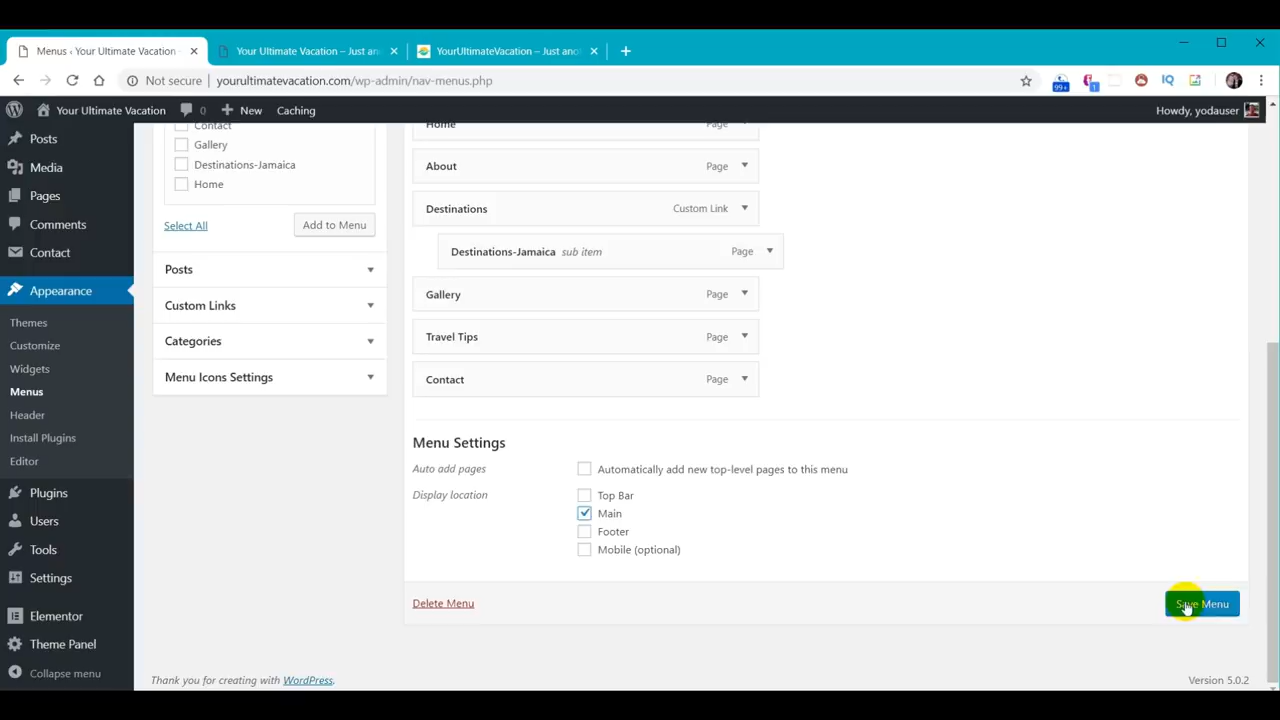 Menus ‹ Your Ultimate Vacation
Your Ultimate Vacation – Just an
YourUltimateVacation – Just ano
Not secure | yourultimatevacation.com/wp-admin/nav-menus.php
99+
1
IQ
Your Ultimate Vacation
0
New
Caching
Howdy, yodauser
Posts
Media
Pages
Comments
Contact
Appearance
Themes
Customize
Widgets
Menus
Header
Install Plugins
Editor
Plugins
Users
Tools
Settings
Elementor
Theme Panel
Collapse menu
Contact
Gallery
Destinations-Jamaica
Home
Select All
Add to Menu
Posts
Custom Links
Categories
Menu Icons Settings
Home Page
About Page
Destinations Custom Link
Destinations-Jamaica sub item Page
Gallery Page
Travel Tips Page
Contact Page
Menu Settings
Auto add pages
Automatically add new top-level pages to this menu
Display location
Top Bar
Main
Footer
Mobile (optional)
Delete Menu
Save Menu
Thank you for creating with WordPress.
Version 5.0.2